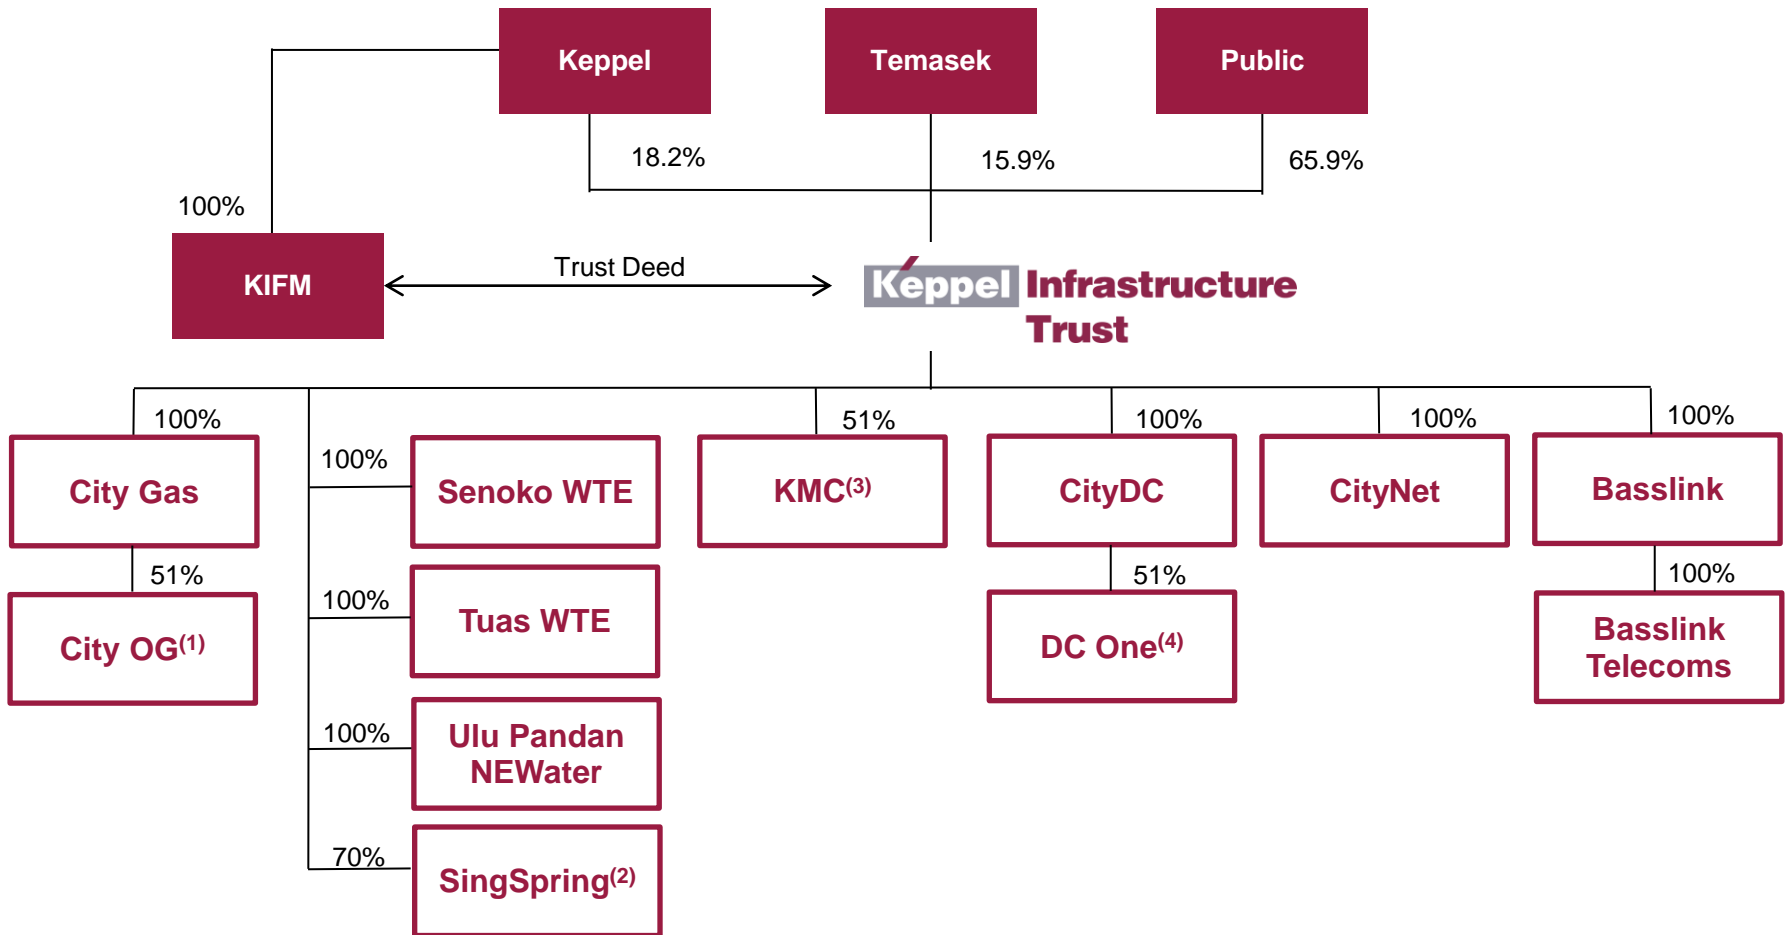 Keppel
Temasek
Public
18.2%
15.9%
65.9%
100%
KIFM
Trust Deed
Keppel Infrastructure
Trust
100%
51%
100%
100%
100%
City Gas
100%
Senoko WTE
KMC(3)
CityDC
CityNet
Basslink
51%
100%
51%
100%
City OG(1)
Tuas WTE
DC One(4)
Basslink
Telecoms
100%
Ulu Pandan
NEWater
70%
SingSpring(2)